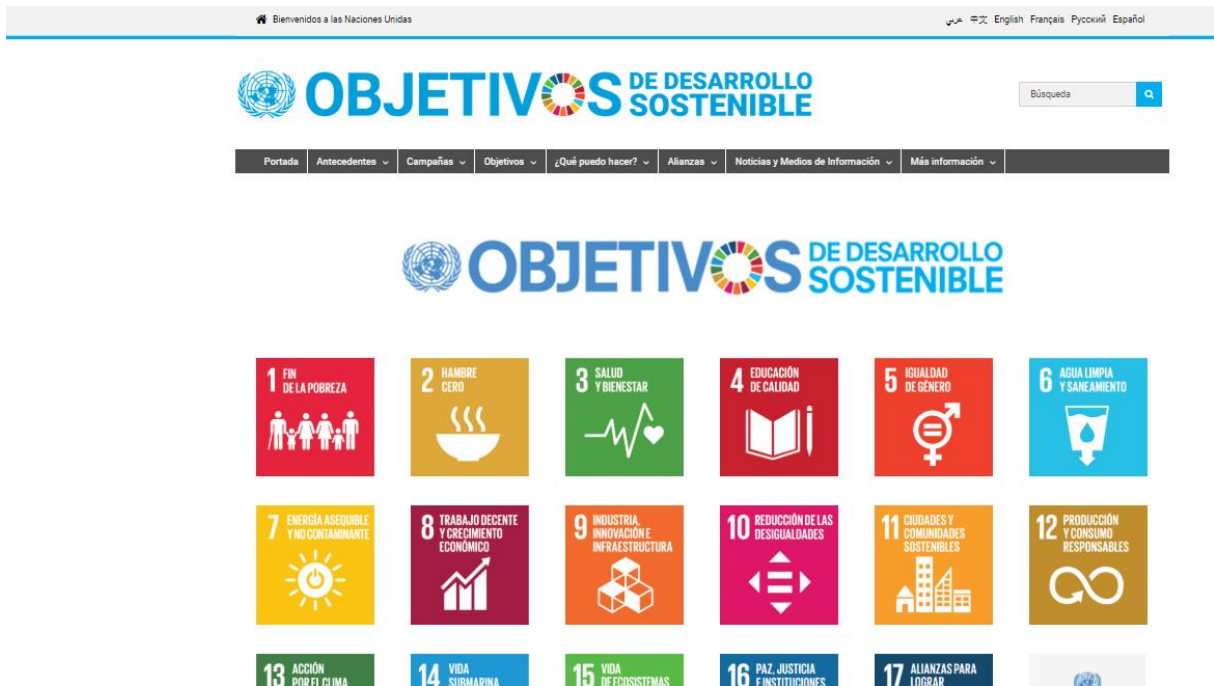 Bienvenidos a las Naciones Unidas
عربي 中文 English Français Русский Español
OBJETIVOS DE DESARROLLO
SOSTENIBLE
Búsqueda
Portada Antecedentes Campañas Objetivos ¿Qué puedo hacer? Alianzas Noticias y Medios de Información Más información
OBJETIVOS DE DESARROLLO
SOSTENIBLE
1 FIN
DE LA POBREZA
2 HAMBRE
CERO
3 SALUD
Y BIENESTAR
4 EDUCACIÓN
DE CALIDAD
5 IGUALDAD
DE GÉNERO
6 AGUA LIMPIA
Y SANEAMIENTO
7 ENERGÍA ASEQUIBLE
Y NO CONTAMINANTE
8 TRABAJO DECENTE
Y CRECIMIENTO
ECONÓMICO
9 INDUSTRIA,
INNOVACIÓN E
INFRAESTRUCTURA
10 REDUCCIÓN DE LAS
DESIGUALDADES
11 CIUDADES Y
COMUNIDADES
SOSTENIBLES
12 PRODUCCIÓN
Y CONSUMO
RESPONSABLES
13 ACCIÓN
POR EL CLIMA
14 VIDA
SUBMARINA
15 VIDA
DE ECOSISTEMAS
16 PAZ, JUSTICIA
E INSTITUCIONES
17 ALIANZAS PARA
LOGRAR